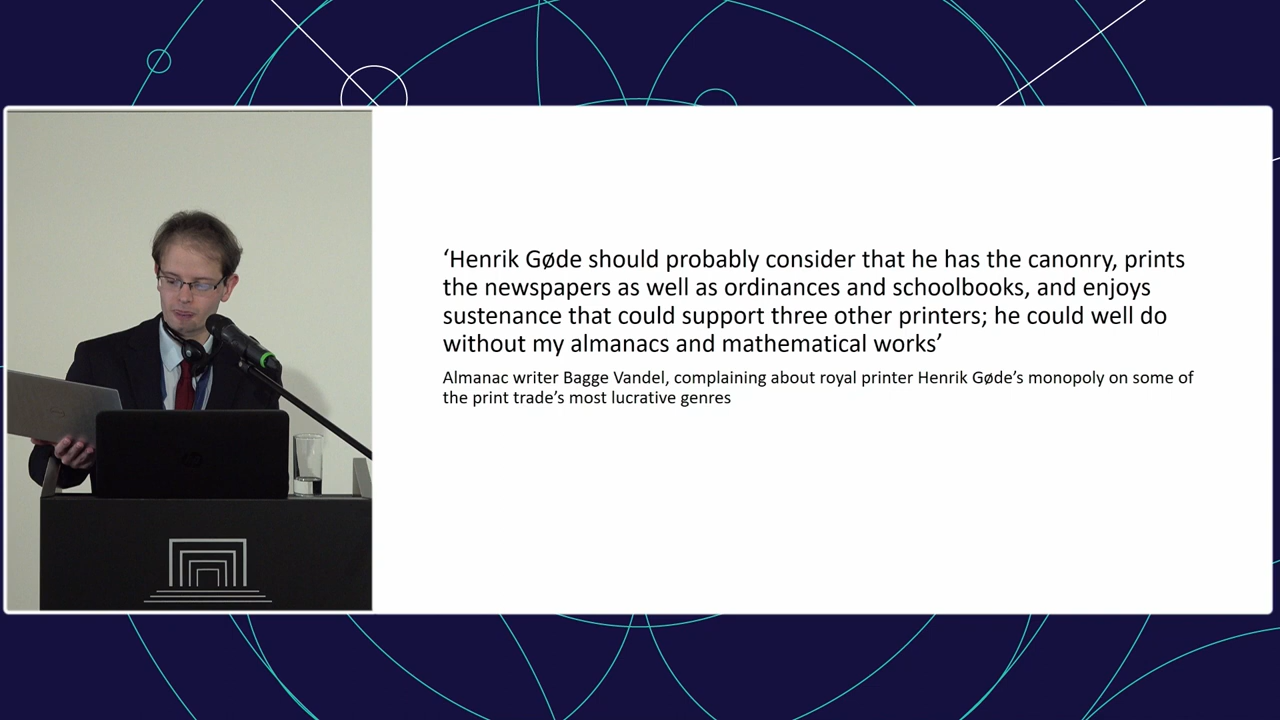 ‘Henrik Gøde should probably consider that he has the canonry, prints
the newspapers as well as ordinances and schoolbooks, and enjoys
sustenance that could support three other printers; he could well do
without my almanacs and mathematical works’
Almanac writer Bagge Vandel, complaining about royal printer Henrik Gøde’s monopoly on some of
the print trade’s most lucrative genres